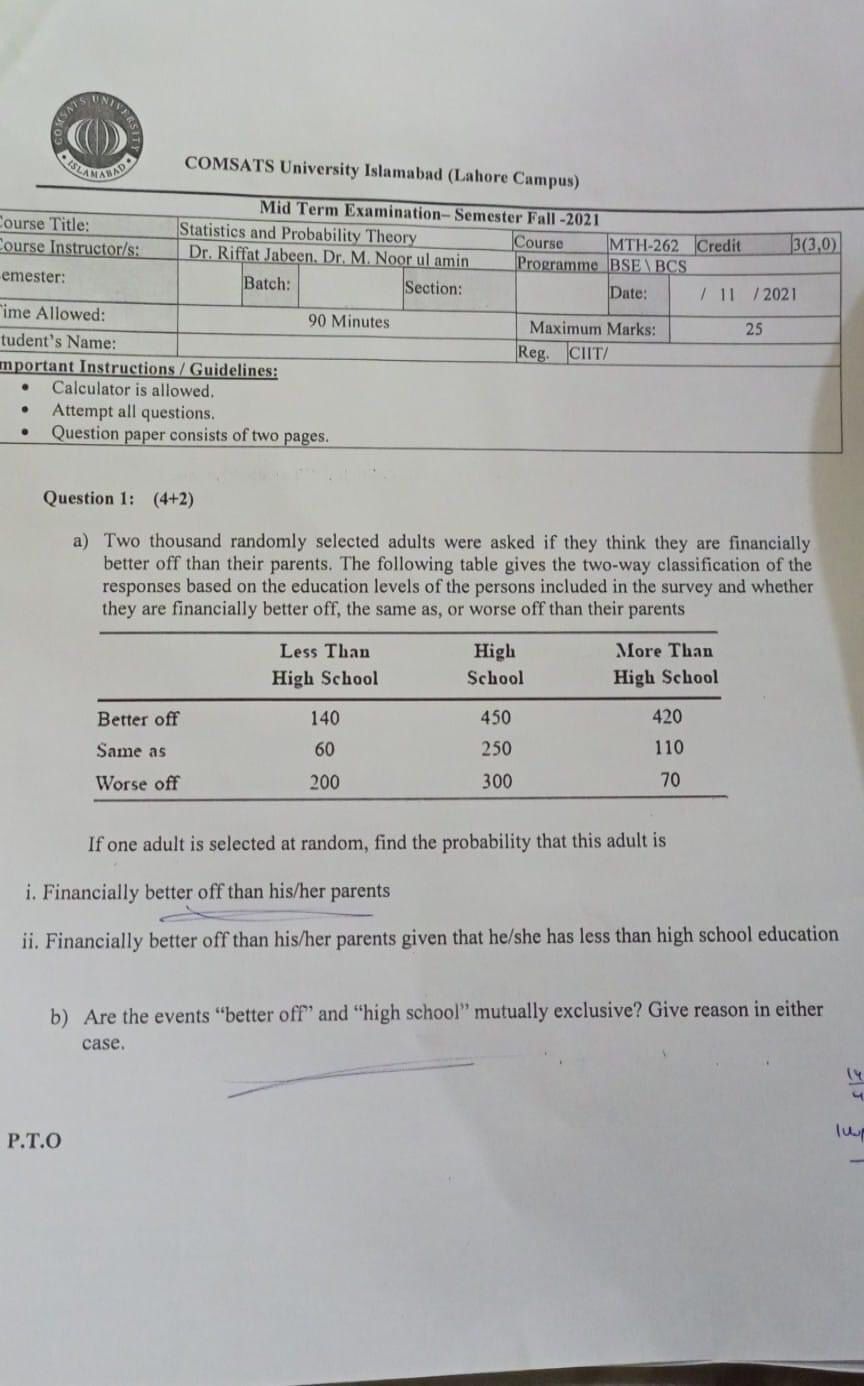 COMSATS UNIVERSITY
ISLAMABAD
COMSATS University Islamabad (Lahore Campus)
Mid Term Examination– Semester Fall -2021
Course Title: Statistics and Probability Theory Course MTH-262 Credit 3(3,0)
Course Instructor/s: Dr. Riffat Jabeen, Dr. M. Noor ul amin Programme BSE \ BCS
emester: Batch: Section: Date: / 11 / 2021
ime Allowed: 90 Minutes Maximum Marks: 25
tudent's Name: Reg. CIIT/
mportant Instructions / Guidelines:
• Calculator is allowed.
• Attempt all questions.
• Question paper consists of two pages.
Question 1: (4+2)
a) Two thousand randomly selected adults were asked if they think they are financially
better off than their parents. The following table gives the two-way classification of the
responses based on the education levels of the persons included in the survey and whether
they are financially better off, the same as, or worse off than their parents
Less Than High More Than
High School School High School
Better off 140 450 420
Same as 60 250 110
Worse off 200 300 70
If one adult is selected at random, find the probability that this adult is
i. Financially better off than his/her parents
ii. Financially better off than his/her parents given that he/she has less than high school education
b) Are the events “better off” and “high school” mutually exclusive? Give reason in either
case.
P.T.O